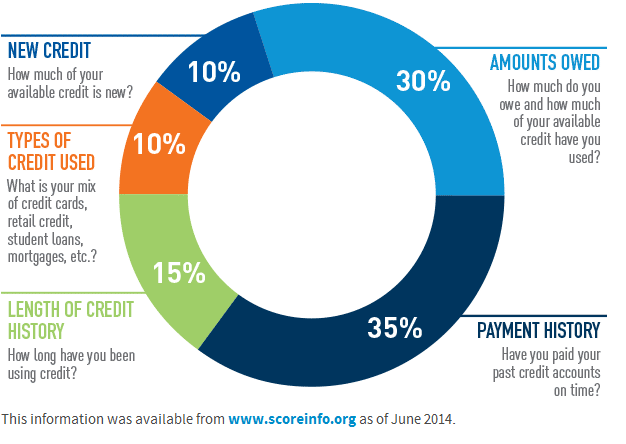 NEW CREDIT
How much of your
available credit is new?
10%
30%
AMOUNTS OWED
How much do you
owe and how much
of your available
credit have you
used?
TYPES OF
CREDIT USED
What is your mix
of credit cards,
retail credit,
student loans,
mortgages, etc.?
10%
15%
LENGTH OF CREDIT
HISTORY
How long have you been
using credit?
35%
PAYMENT HISTORY
Have you paid your
past credit accounts
on time?
This information was available from www.scoreinfo.org as of June 2014.